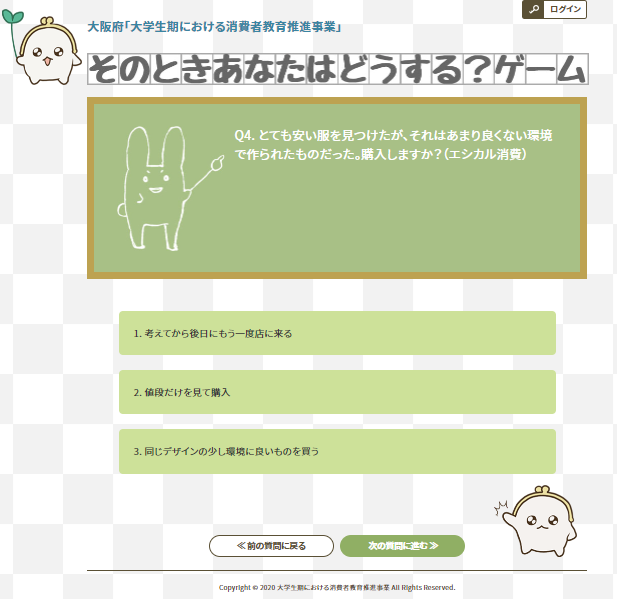 ログイン
大阪府「大学生期における消費者教育推進事業」
そのときあなたはどうする？ゲーム
Q4. とても安い服を見つけたが、それはあまり良くない環境
で作られたものだった。購入しますか？（エシカル消費）
1. 考えてから後日にもう一度店に来る
2. 値段だけを見て購入
3. 同じデザインの少し環境に良いものを買う
≪ 前の質問に戻る
次の質問に進む ≫
Copyright © 2020 大学生期における消費者教育推進事業 All Rights Reserved.